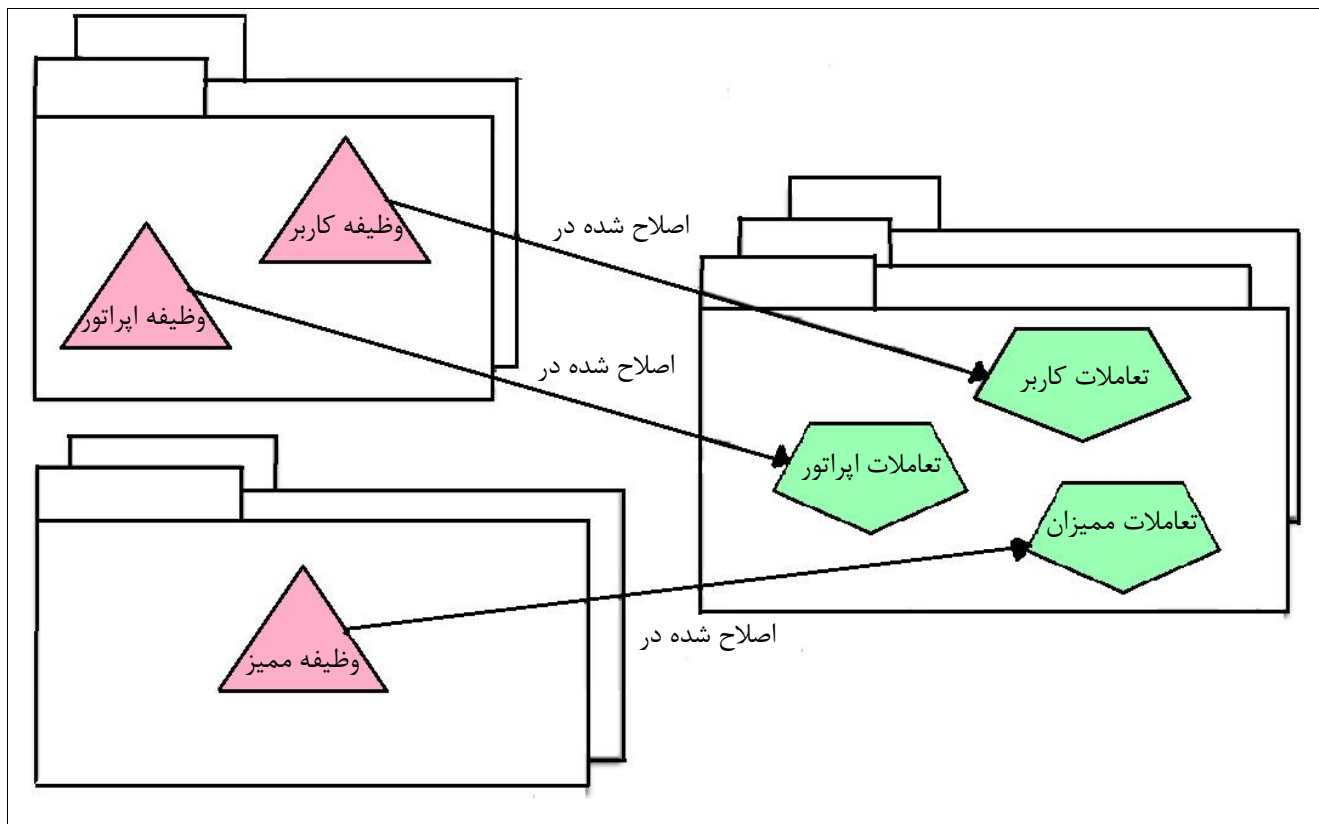 وظیفه کاربر
اصلاح شده در
وظیفه اپراتور
اصلاح شده در
تعاملات کاربر
تعاملات اپراتور
تعاملات ممیزان
اصلاح شده در
وظیفه ممیز